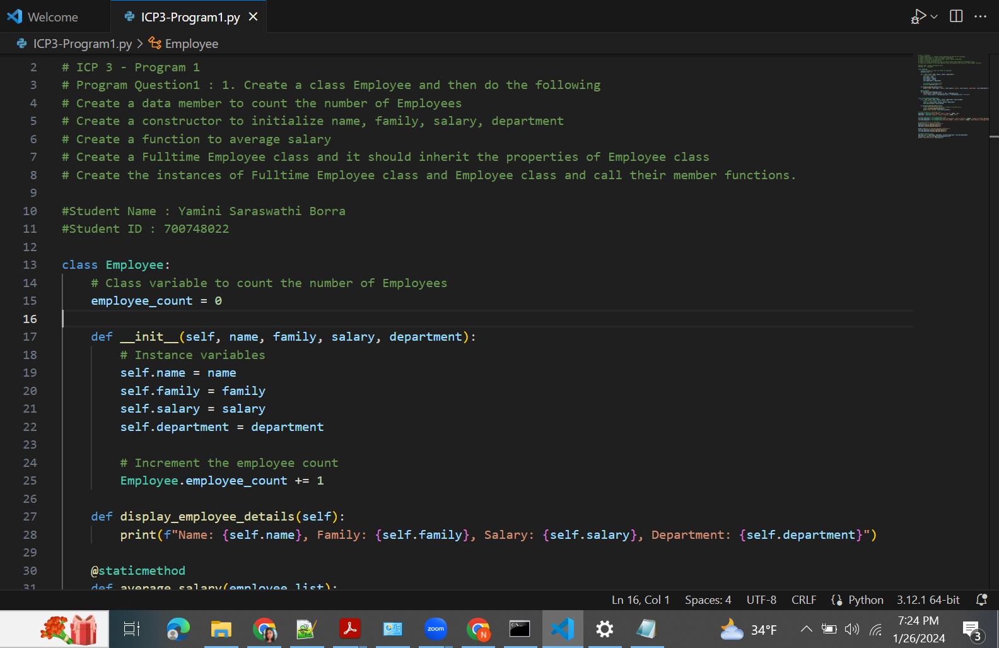 Welcome
ICP3-Program1.py
ICP3-Program1.py > Employee
2 # ICP 3 - Program 1
3 # Program Question1 : 1. Create a class Employee and then do the following
4 # Create a data member to count the number of Employees
5 # Create a constructor to initialize name, family, salary, department
6 # Create a function to average salary
7 # Create a Fulltime Employee class and it should inherit the properties of Employee class
8 # Create the instances of Fulltime Employee class and Employee class and call their member functions.
9
10 #Student Name : Yamini Saraswathi Borra
11 #Student ID : 700748022
12
13 class Employee:
14     # Class variable to count the number of Employees
15     employee_count = 0
16
17     def __init__(self, name, family, salary, department):
18         # Instance variables
19         self.name = name
20         self.family = family
21         self.salary = salary
22         self.department = department
23
24         # Increment the employee count
25         Employee.employee_count += 1
26
27     def display_employee_details(self):
28         print(f"Name: {self.name}, Family: {self.family}, Salary: {self.salary}, Department: {self.department}")
29
30     @staticmethod
31     def average_salary(employee_list):
Ln 16, Col 1 Spaces: 4 UTF-8 CRLF {} Python 3.12.1 64-bit
zoom
N
34°F
7:24 PM
1/26/2024
3